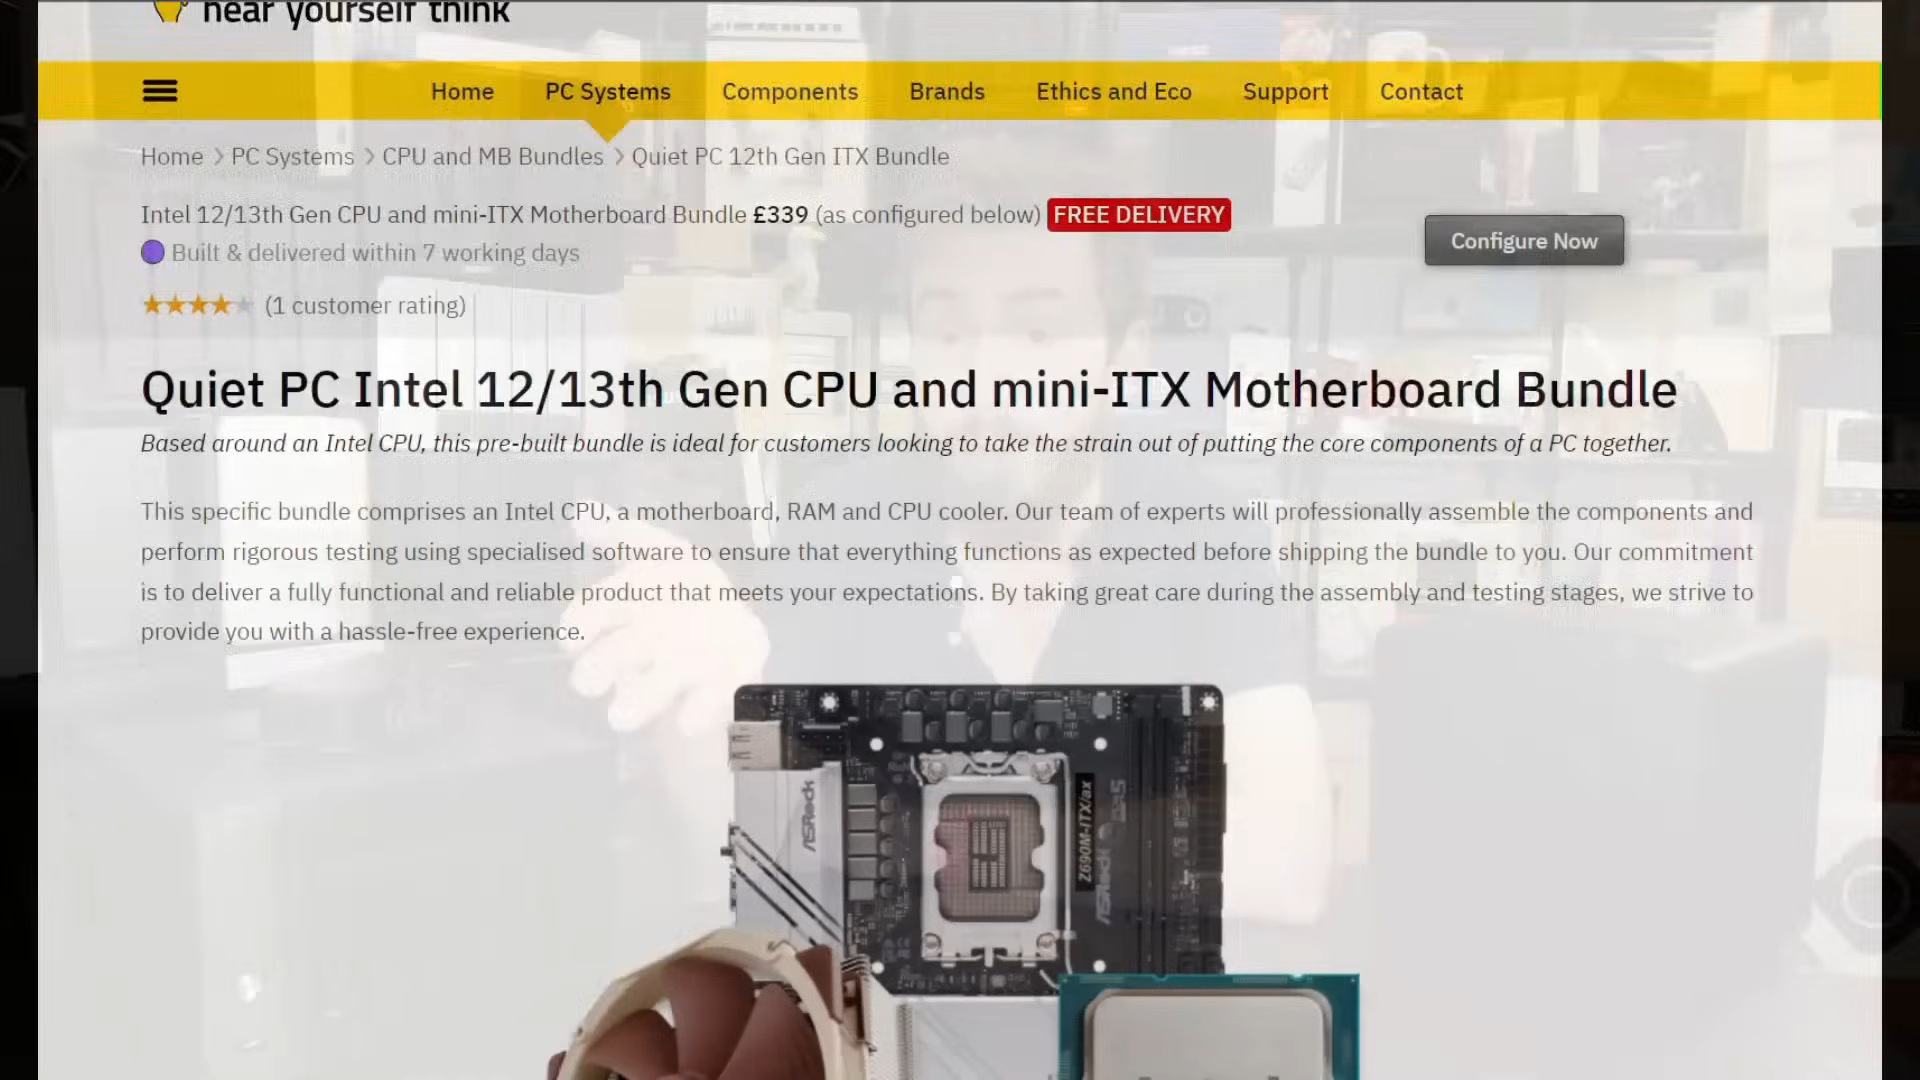 hear yourself think
Home PC Systems Components Brands Ethics and Eco Support Contact
Home > PC Systems > CPU and MB Bundles > Quiet PC 12th Gen ITX Bundle
Intel 12/13th Gen CPU and mini-ITX Motherboard Bundle £339 (as configured below) FREE DELIVERY
Configure Now
Built & delivered within 7 working days
(1 customer rating)
Quiet PC Intel 12/13th Gen CPU and mini-ITX Motherboard Bundle
Based around an Intel CPU, this pre-built bundle is ideal for customers looking to take the strain out of putting the core components of a PC together.
This specific bundle comprises an Intel CPU, a motherboard, RAM and CPU cooler. Our team of experts will professionally assemble the components and
perform rigorous testing using specialised software to ensure that everything functions as expected before shipping the bundle to you. Our commitment
is to deliver a fully functional and reliable product that meets your expectations. By taking great care during the assembly and testing stages, we strive to
provide you with a hassle-free experience.
ASRock
Z690M-ITX/ax
ASRock